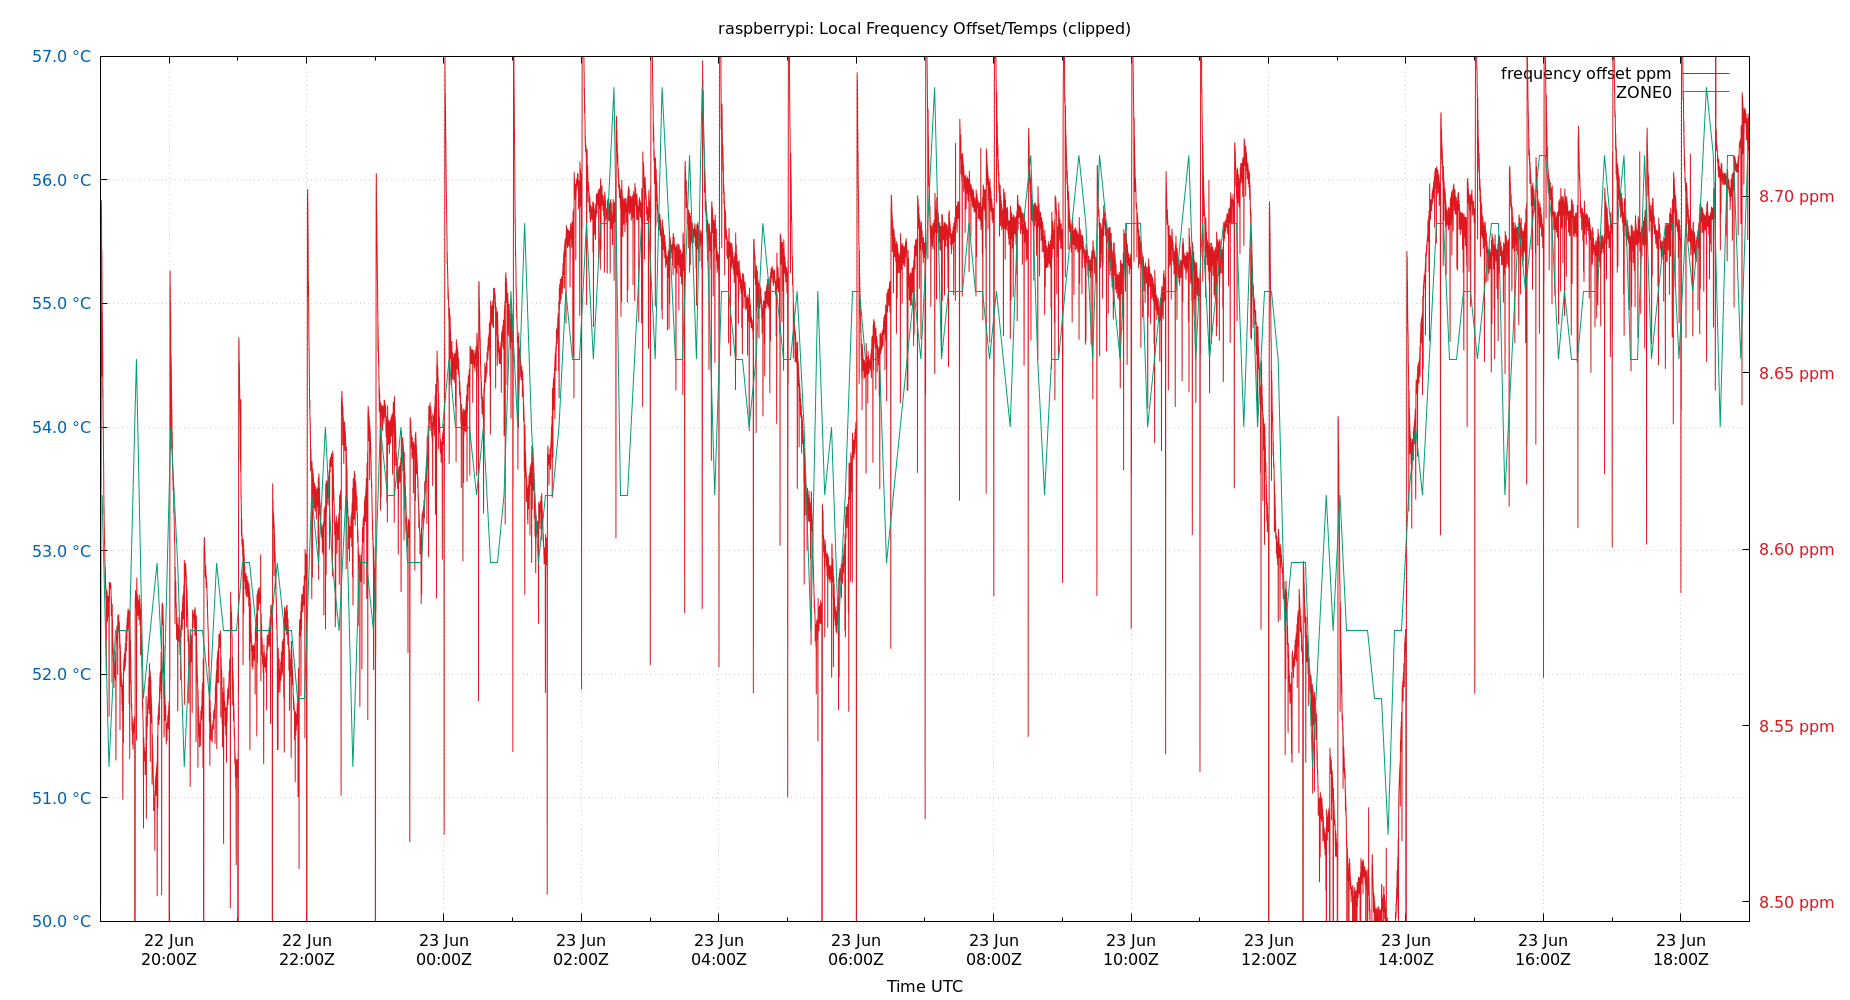 raspberrypi: Local Frequency Offset/Temps (clipped)
frequency offset ppm
ZONE0
57.0 °C
56.0 °C
55.0 °C
54.0 °C
53.0 °C
52.0 °C
51.0 °C
50.0 °C
8.70 ppm
8.65 ppm
8.60 ppm
8.55 ppm
8.50 ppm
22 Jun 22 Jun 23 Jun 23 Jun 23 Jun 23 Jun 23 Jun 23 Jun 23 Jun 23 Jun 23 Jun 23 Jun
20:00Z 22:00Z 00:00Z 02:00Z 04:00Z 06:00Z 08:00Z 10:00Z 12:00Z 14:00Z 16:00Z 18:00Z
Time UTC